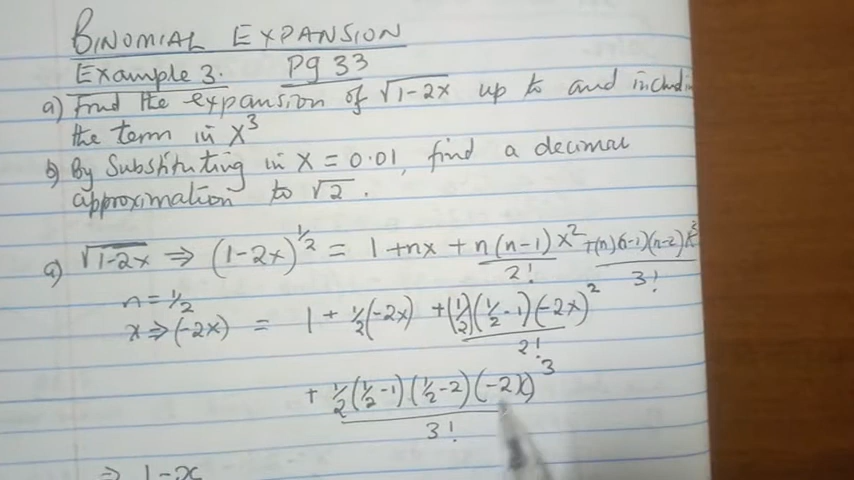 BINOMIAL EXPANSION
Example 3. Pg 33
a) Find the expansion of √1-2x up to and includin
the term in x³
b) By Substituting in x = 0.01, find a decimal
approximation to √2.
a) √1-2x ⇒ (1-2x)^½ = 1 + nx + n(n-1)x²/2! + (n)(n-1)(n-2)x³/3!
n = ½
x ⇒ (-2x) = 1 + ½(-2x) + (½)(½-1)(-2x)²/2!
+ ½(½-1)(½-2)(-2x)³/3!
⇒ 1-x